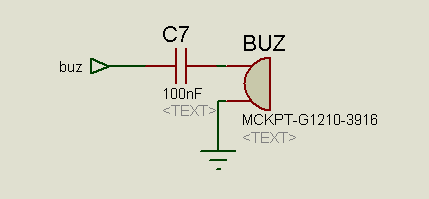 C7
BUZ
buz
100nF
<TEXT>
MCKPT-G1210-3916
<TEXT>